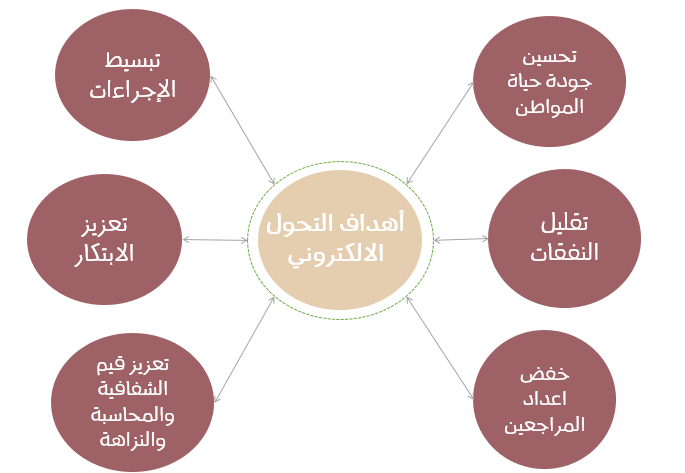 أهداف التحول
الالكتروني
تحسين
جودة حياة
المواطن
تقليل
النفقات
خفض
اعداد
المراجعين
تبسيط
الإجراءات
تعزيز
الابتكار
تعزيز قيم
الشفافية
والمحاسبة
والنزاهة